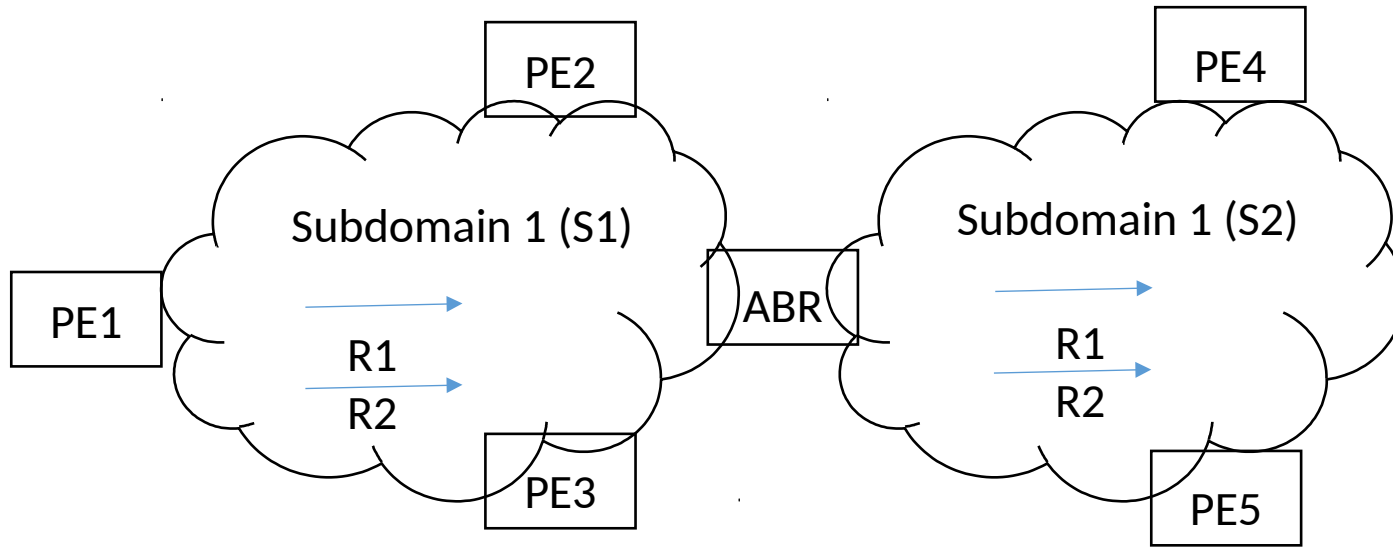 PE2
PE4
Subdomain 1 (S1)
Subdomain 1 (S2)
PE1
ABR
R1
R2
R1
R2
PE3
PE5